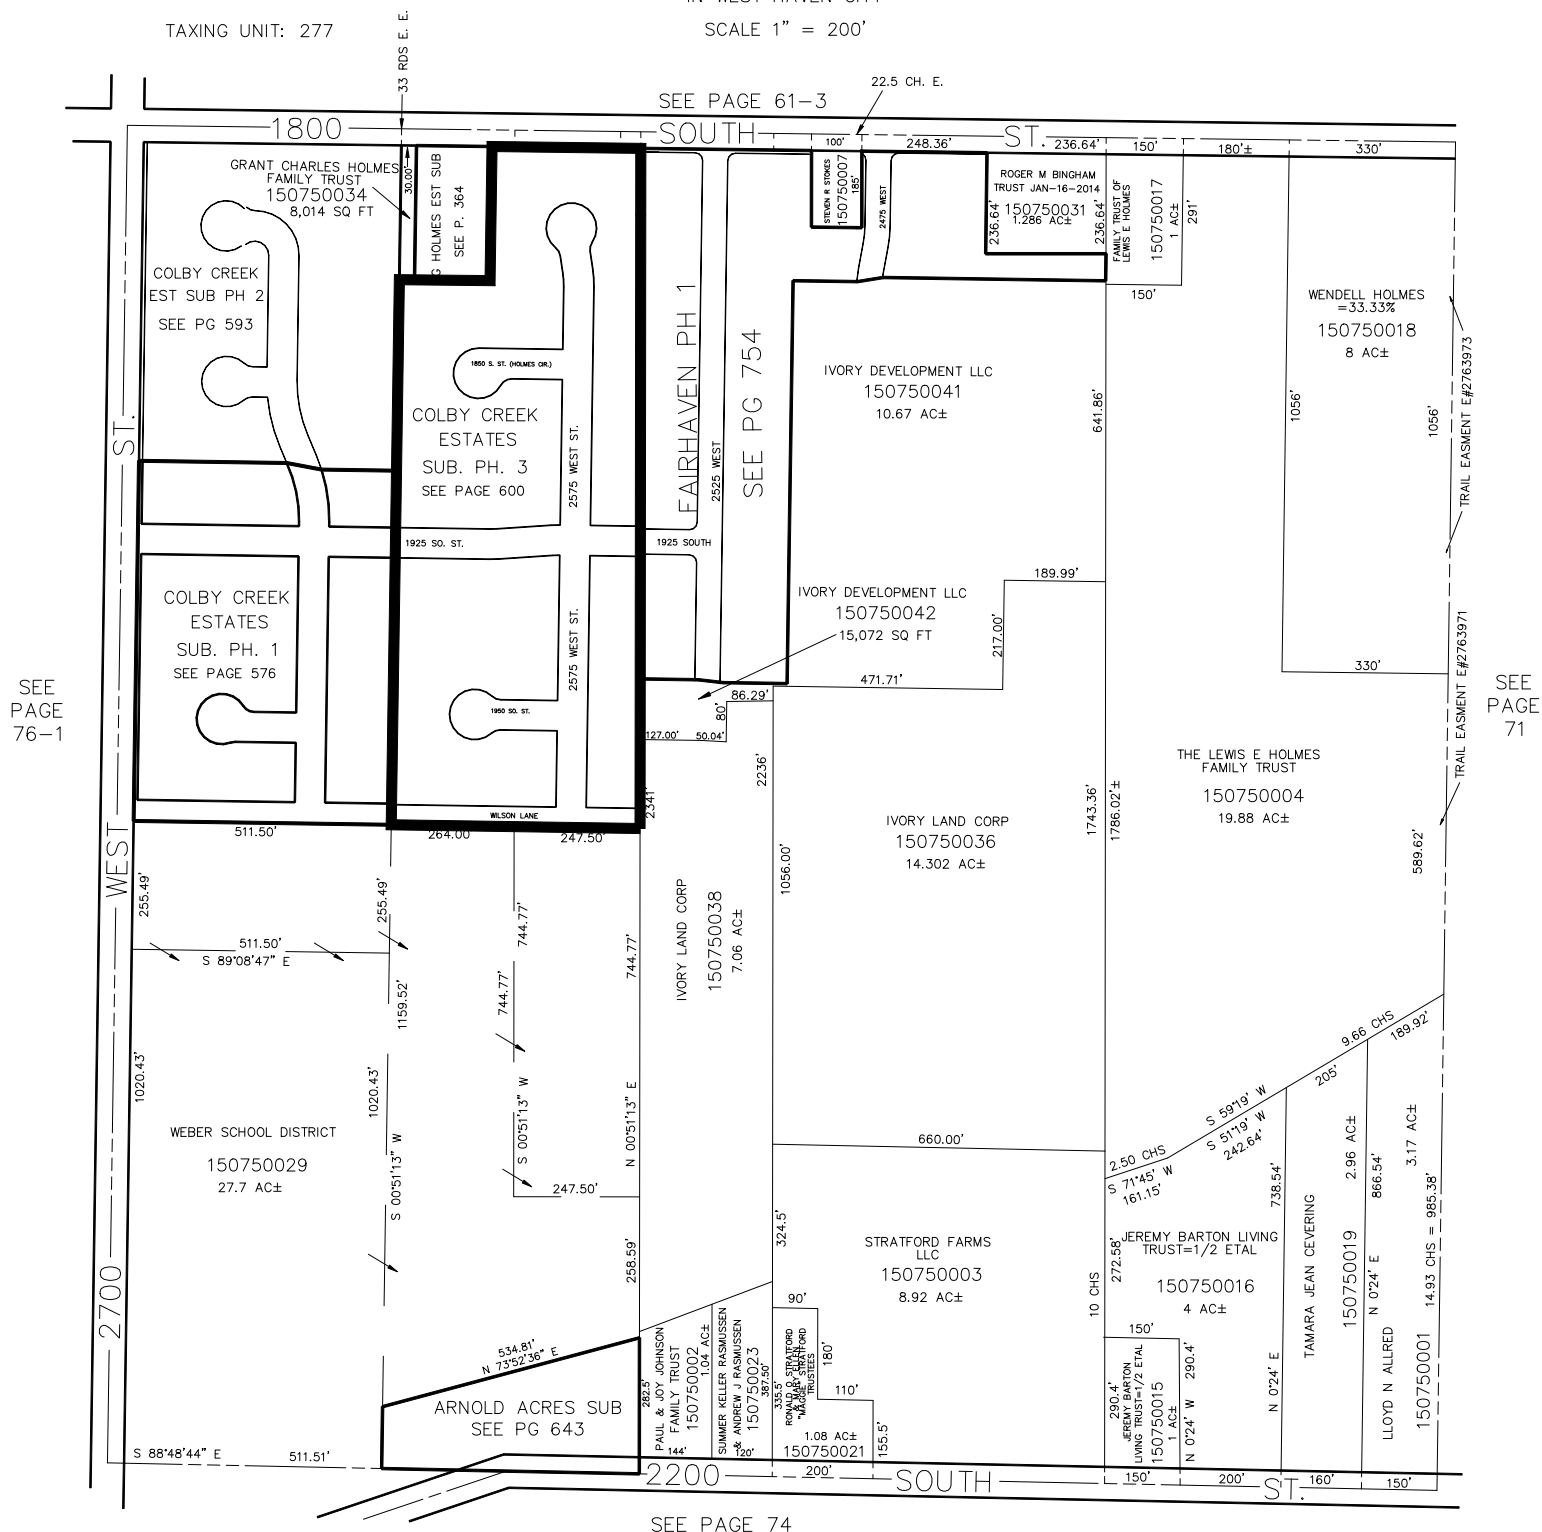 TAXING UNIT: 277
SCALE 1" = 200'
33 RDS E. E.
22.5 CH. E.
SEE PAGE 61-3
1800 SOUTH ST.
100'
248.36'
236.64'
150'
180'±
330'
GRANT CHARLES HOLMES
FAMILY TRUST
150750034
8,014 SQ FT
30.00'
G HOLMES EST SUB
SEE P. 364
STEVEN R STOKES
150750007
185'
2475 WEST
236.64'
ROGER M BINGHAM
TRUST JAN-16-2014
150750031
1.286 AC±
236.64'
FAMILY TRUST OF
LEWIS E HOLMES
150750017
1 AC±
291'
150'
COLBY CREEK
EST SUB PH 2
SEE PG 593
WENDELL HOLMES
=33.33%
150750018
8 AC±
1056'
1056'
330'
TRAIL EASMENT E#2763973
TRAIL EASMENT E#2763971
1850 S. ST. (HOLMES CIR.)
COLBY CREEK
ESTATES
SUB. PH. 3
SEE PAGE 600
2575 WEST ST.
FAIRHAVEN PH 1
SEE PG 754
2525 WEST
IVORY DEVELOPMENT LLC
150750041
10.67 AC±
641.86'
1925 SO. ST.
1925 SOUTH
189.99'
217.00'
471.71'
IVORY DEVELOPMENT LLC
150750042
15,072 SQ FT
COLBY CREEK
ESTATES
SUB. PH. 1
SEE PAGE 576
2575 WEST ST.
1950 SO. ST.
86.29'
80'
127.00'
50.04'
SEE
PAGE
76-1
SEE
PAGE
71
2236'
2341'
WILSON LANE
511.50'
264.00
247.50'
THE LEWIS E HOLMES
FAMILY TRUST
150750004
19.88 AC±
1743.36'
1786.02'±
589.62'
IVORY LAND CORP
150750036
14.302 AC±
1056.00'
2700 WEST ST.
255.49'
255.49'
511.50'
S 89°08'47" E
744.77'
744.77'
744.77'
IVORY LAND CORP
150750038
7.06 AC±
1159.52'
1020.43'
1020.43'
S 00°51'13" W
S 00°51'13" W
N 00°51'13" E
WEBER SCHOOL DISTRICT
150750029
27.7 AC±
247.50'
258.59'
660.00'
9.66 CHS
189.92'
205'
S 59°19' W
S 51°19' W
242.64'
2.50 CHS
S 71°45' W
161.15'
324.5'
STRATFORD FARMS
LLC
150750003
8.92 AC±
272.58'
10 CHS
JEREMY BARTON LIVING
TRUST=1/2 ETAL
150750016
4 AC±
738.54'
N 0°24' E
TAMARA JEAN CEVERING
150750019
2.96 AC±
866.54'
N 0°24' E
LLOYD N ALLRED
150750001
3.17 AC±
14.93 CHS = 985.38'
534.81'
N 73°52'36" E
ARNOLD ACRES SUB
SEE PG 643
S 88°48'44" E
511.51'
282.5'
PAUL & JOY JOHNSON
FAMILY TRUST
150750002
1.04 AC±
144'
SUMMER KELLER RASMUSSEN
& ANDREW J RASMUSSEN
150750023
387.50'
120'
335.5'
90'
180'
110'
RONALD O STRATFORD
& MARY ELLEN
"MAGGIE" STRATFORD
TRUSTEES
1.08 AC±
150750021
155.5'
200'
150'
290.4'
JEREMY BARTON
LIVING TRUST=1/2 ETAL
150750015
1 AC±
N 0°24' W 290.4'
150'
200'
160'
150'
2200 SOUTH ST.
SEE PAGE 74